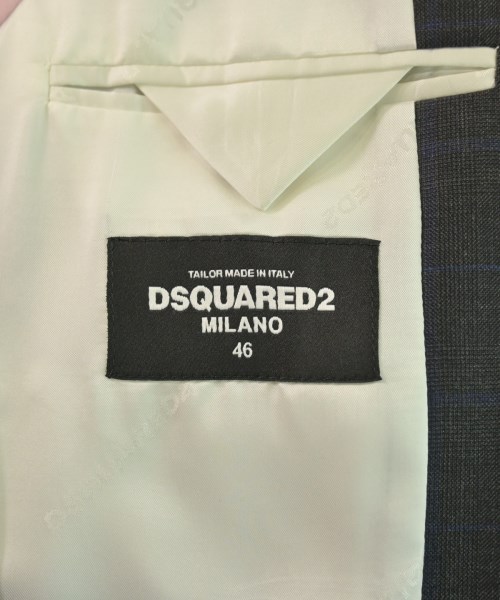 TAILOR MADE IN ITALY
DSQUARED2
MILANO
46